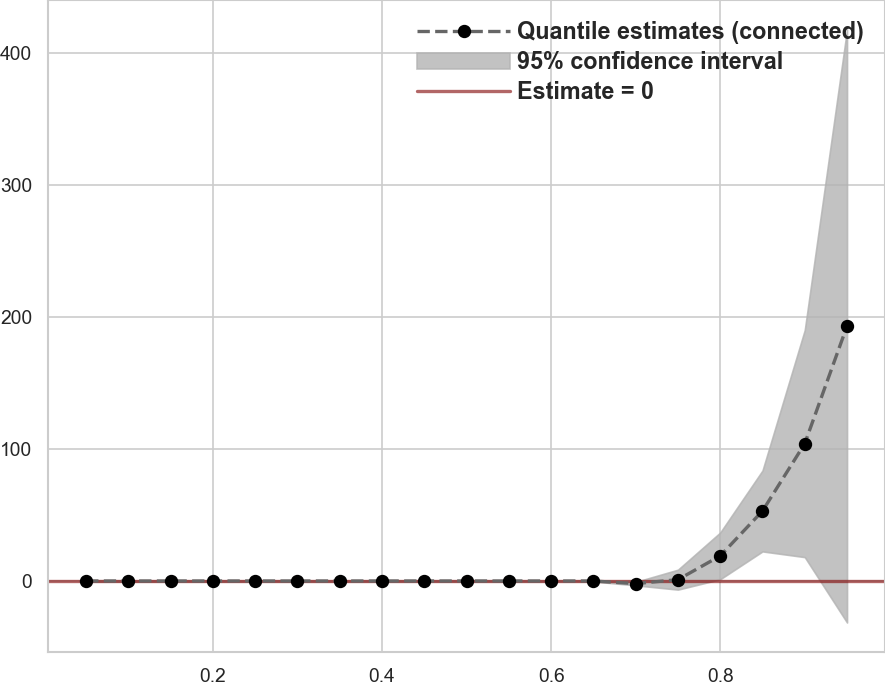 Quantile estimates (connected)
95% confidence interval
Estimate = 0
400
300
200
100
0
0.2 0.4 0.6 0.8